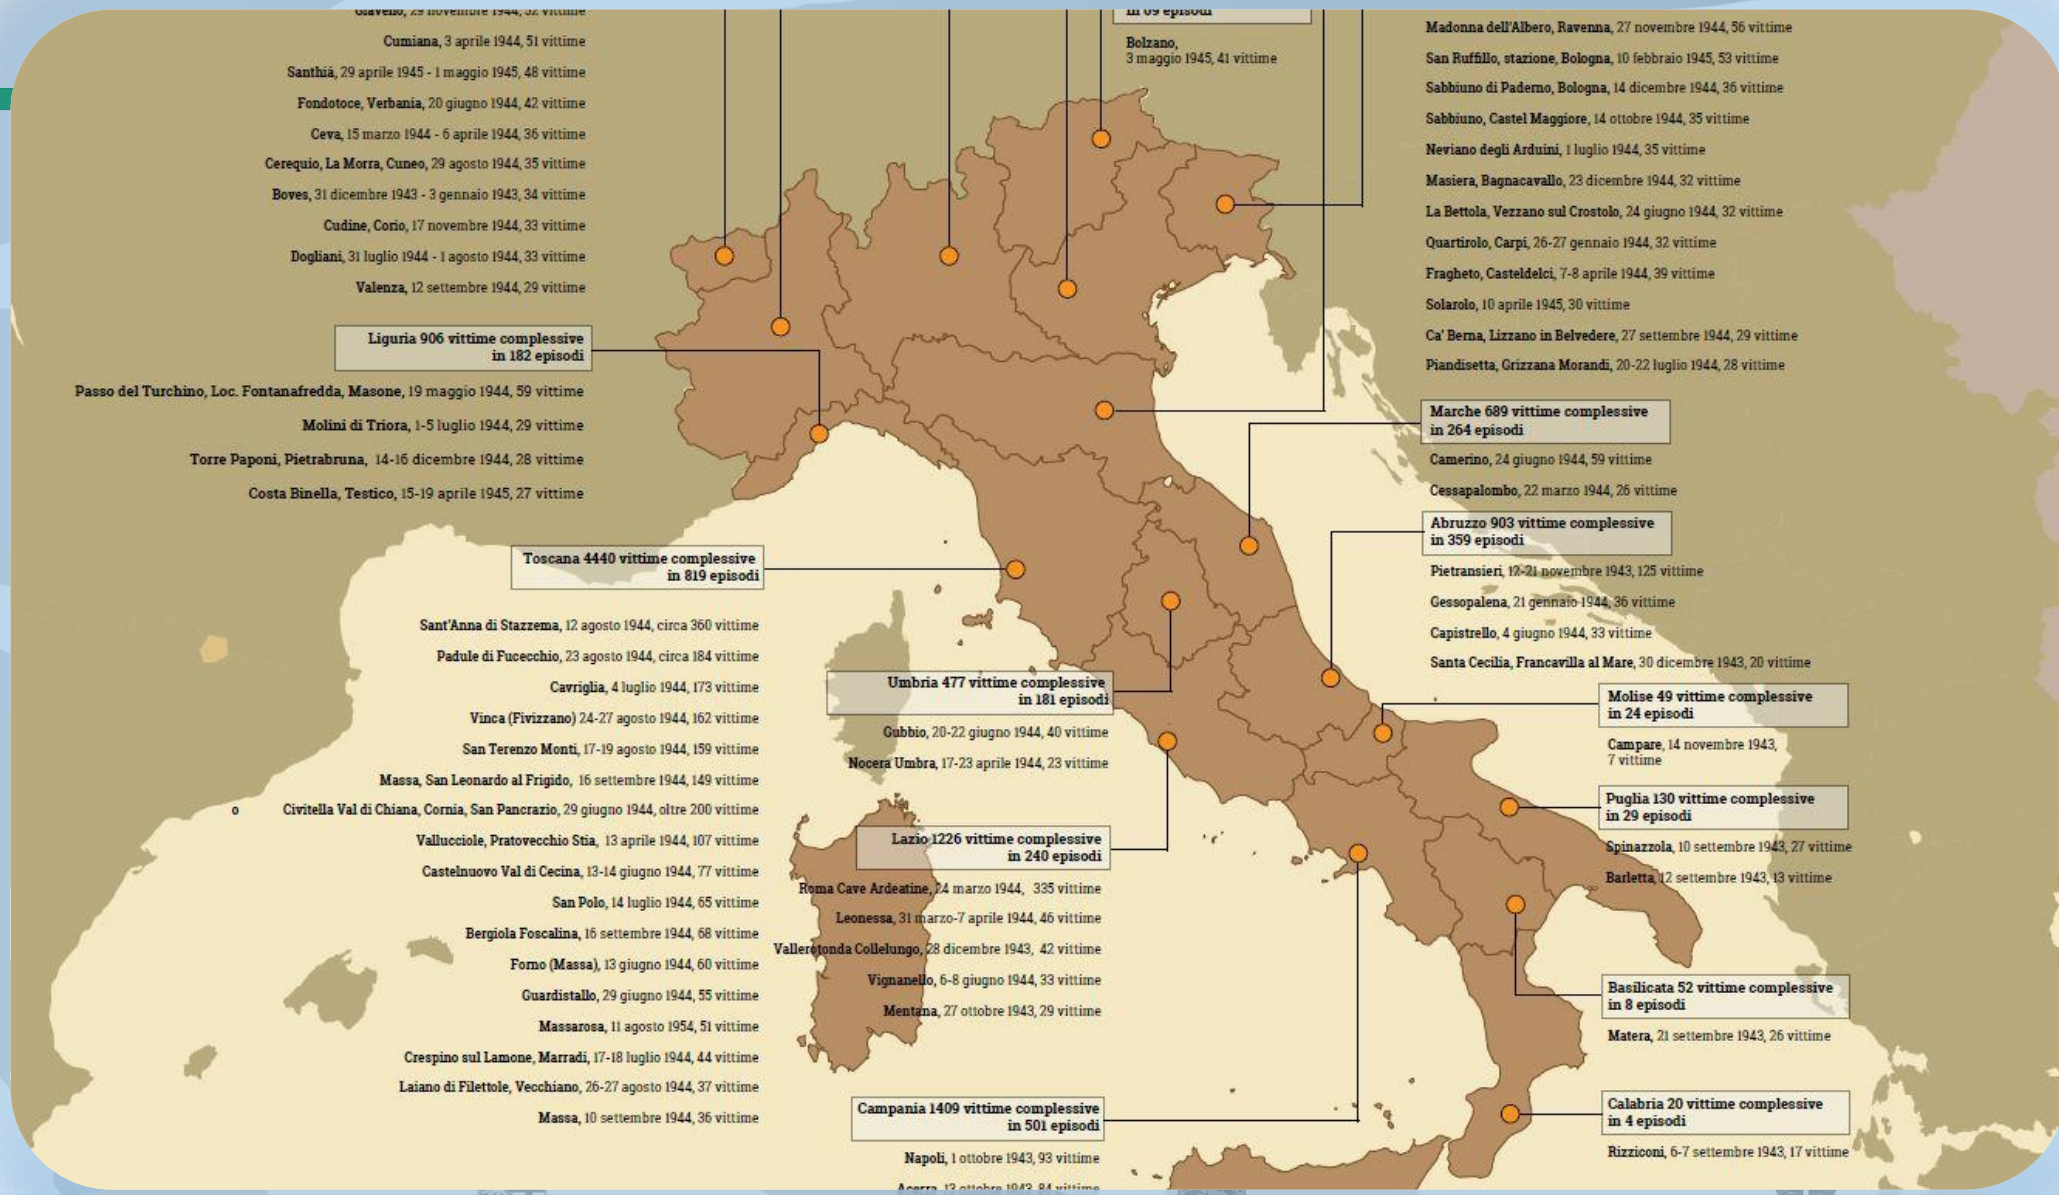 Giaveno, 29 novembre 1944, 32 vittime
Cumiana, 3 aprile 1944, 51 vittime
Santhià, 29 aprile 1945 - 1 maggio 1945, 48 vittime
Fondotoce, Verbania, 20 giugno 1944, 42 vittime
Ceva, 15 marzo 1944 - 6 aprile 1944, 36 vittime
Cerequio, La Morra, Cuneo, 29 agosto 1944, 35 vittime
Boves, 31 dicembre 1943 - 3 gennaio 1943, 34 vittime
Cudine, Corio, 17 novembre 1944, 33 vittime
Dogliani, 31 luglio 1944 - 1 agosto 1944, 33 vittime
Valenza, 12 settembre 1944, 29 vittime
Liguria 906 vittime complessive
in 182 episodi
Passo del Turchino, Loc. Fontanafredda, Masone, 19 maggio 1944, 59 vittime
Molini di Triora, 1-5 luglio 1944, 29 vittime
Torre Paponi, Pietrabruna, 14-16 dicembre 1944, 28 vittime
Costa Binella, Testico, 15-19 aprile 1945, 27 vittime
Toscana 4440 vittime complessive
in 819 episodi
Sant'Anna di Stazzema, 12 agosto 1944, circa 360 vittime
Padule di Fucecchio, 23 agosto 1944, circa 184 vittime
Cavriglia, 4 luglio 1944, 173 vittime
Vinca (Fivizzano) 24-27 agosto 1944, 162 vittime
San Terenzo Monti, 17-19 agosto 1944, 159 vittime
Massa, San Leonardo al Frigido, 16 settembre 1944, 149 vittime
o Civitella Val di Chiana, Cornia, San Pancrazio, 29 giugno 1944, oltre 200 vittime
Vallucciole, Pratovecchio Stia, 13 aprile 1944, 107 vittime
Castelnuovo Val di Cecina, 13-14 giugno 1944, 77 vittime
San Polo, 14 luglio 1944, 65 vittime
Bergiola Foscalina, 16 settembre 1944, 68 vittime
Forno (Massa), 13 giugno 1944, 60 vittime
Guardistallo, 29 giugno 1944, 55 vittime
Massarosa, 11 agosto 1954, 51 vittime
Crespino sul Lamone, Marradi, 17-18 luglio 1944, 44 vittime
Laiano di Filettole, Vecchiano, 26-27 agosto 1944, 37 vittime
Massa, 10 settembre 1944, 36 vittime
Umbria 477 vittime complessive
in 181 episodi
Gubbio, 20-22 giugno 1944, 40 vittime
Nocera Umbra, 17-23 aprile 1944, 23 vittime
Lazio 1226 vittime complessive
in 240 episodi
Roma Cave Ardeatine, 24 marzo 1944, 335 vittime
Leonessa, 31 marzo-7 aprile 1944, 46 vittime
Vallerotonda Collelungo, 28 dicembre 1943, 42 vittime
Vignanello, 6-8 giugno 1944, 33 vittime
Mentana, 27 ottobre 1943, 29 vittime
Campania 1409 vittime complessive
in 501 episodi
Napoli, 1 ottobre 1943, 93 vittime
Acerra, 13 ottobre 1943, 84 vittime
in 69 episodi
Bolzano,
3 maggio 1945, 41 vittime
Madonna dell'Albero, Ravenna, 27 novembre 1944, 56 vittime
San Ruffillo, stazione, Bologna, 10 febbraio 1945, 53 vittime
Sabbiuno di Paderno, Bologna, 14 dicembre 1944, 36 vittime
Sabbiuno, Castel Maggiore, 14 ottobre 1944, 35 vittime
Neviano degli Arduini, 1 luglio 1944, 35 vittime
Masiera, Bagnacavallo, 23 dicembre 1944, 32 vittime
La Bettola, Vezzano sul Crostolo, 24 giugno 1944, 32 vittime
Quartirolo, Carpi, 26-27 gennaio 1944, 32 vittime
Fragheto, Casteldelci, 7-8 aprile 1944, 39 vittime
Solarolo, 10 aprile 1945, 30 vittime
Ca' Berna, Lizzano in Belvedere, 27 settembre 1944, 29 vittime
Piandisetta, Grizzana Morandi, 20-22 luglio 1944, 28 vittime
Marche 689 vittime complessive
in 264 episodi
Camerino, 24 giugno 1944, 59 vittime
Cessapalombo, 22 marzo 1944, 26 vittime
Abruzzo 903 vittime complessive
in 359 episodi
Pietransieri, 12-21 novembre 1943, 125 vittime
Gessopalena, 21 gennaio 1944, 36 vittime
Capistrello, 4 giugno 1944, 33 vittime
Santa Cecilia, Francavilla al Mare, 30 dicembre 1943, 20 vittime
Molise 49 vittime complessive
in 24 episodi
Campare, 14 novembre 1943,
7 vittime
Puglia 130 vittime complessive
in 29 episodi
Spinazzola, 10 settembre 1943, 27 vittime
Barletta, 12 settembre 1943, 13 vittime
Basilicata 52 vittime complessive
in 8 episodi
Matera, 21 settembre 1943, 26 vittime
Calabria 20 vittime complessive
in 4 episodi
Rizziconi, 6-7 settembre 1943, 17 vittime